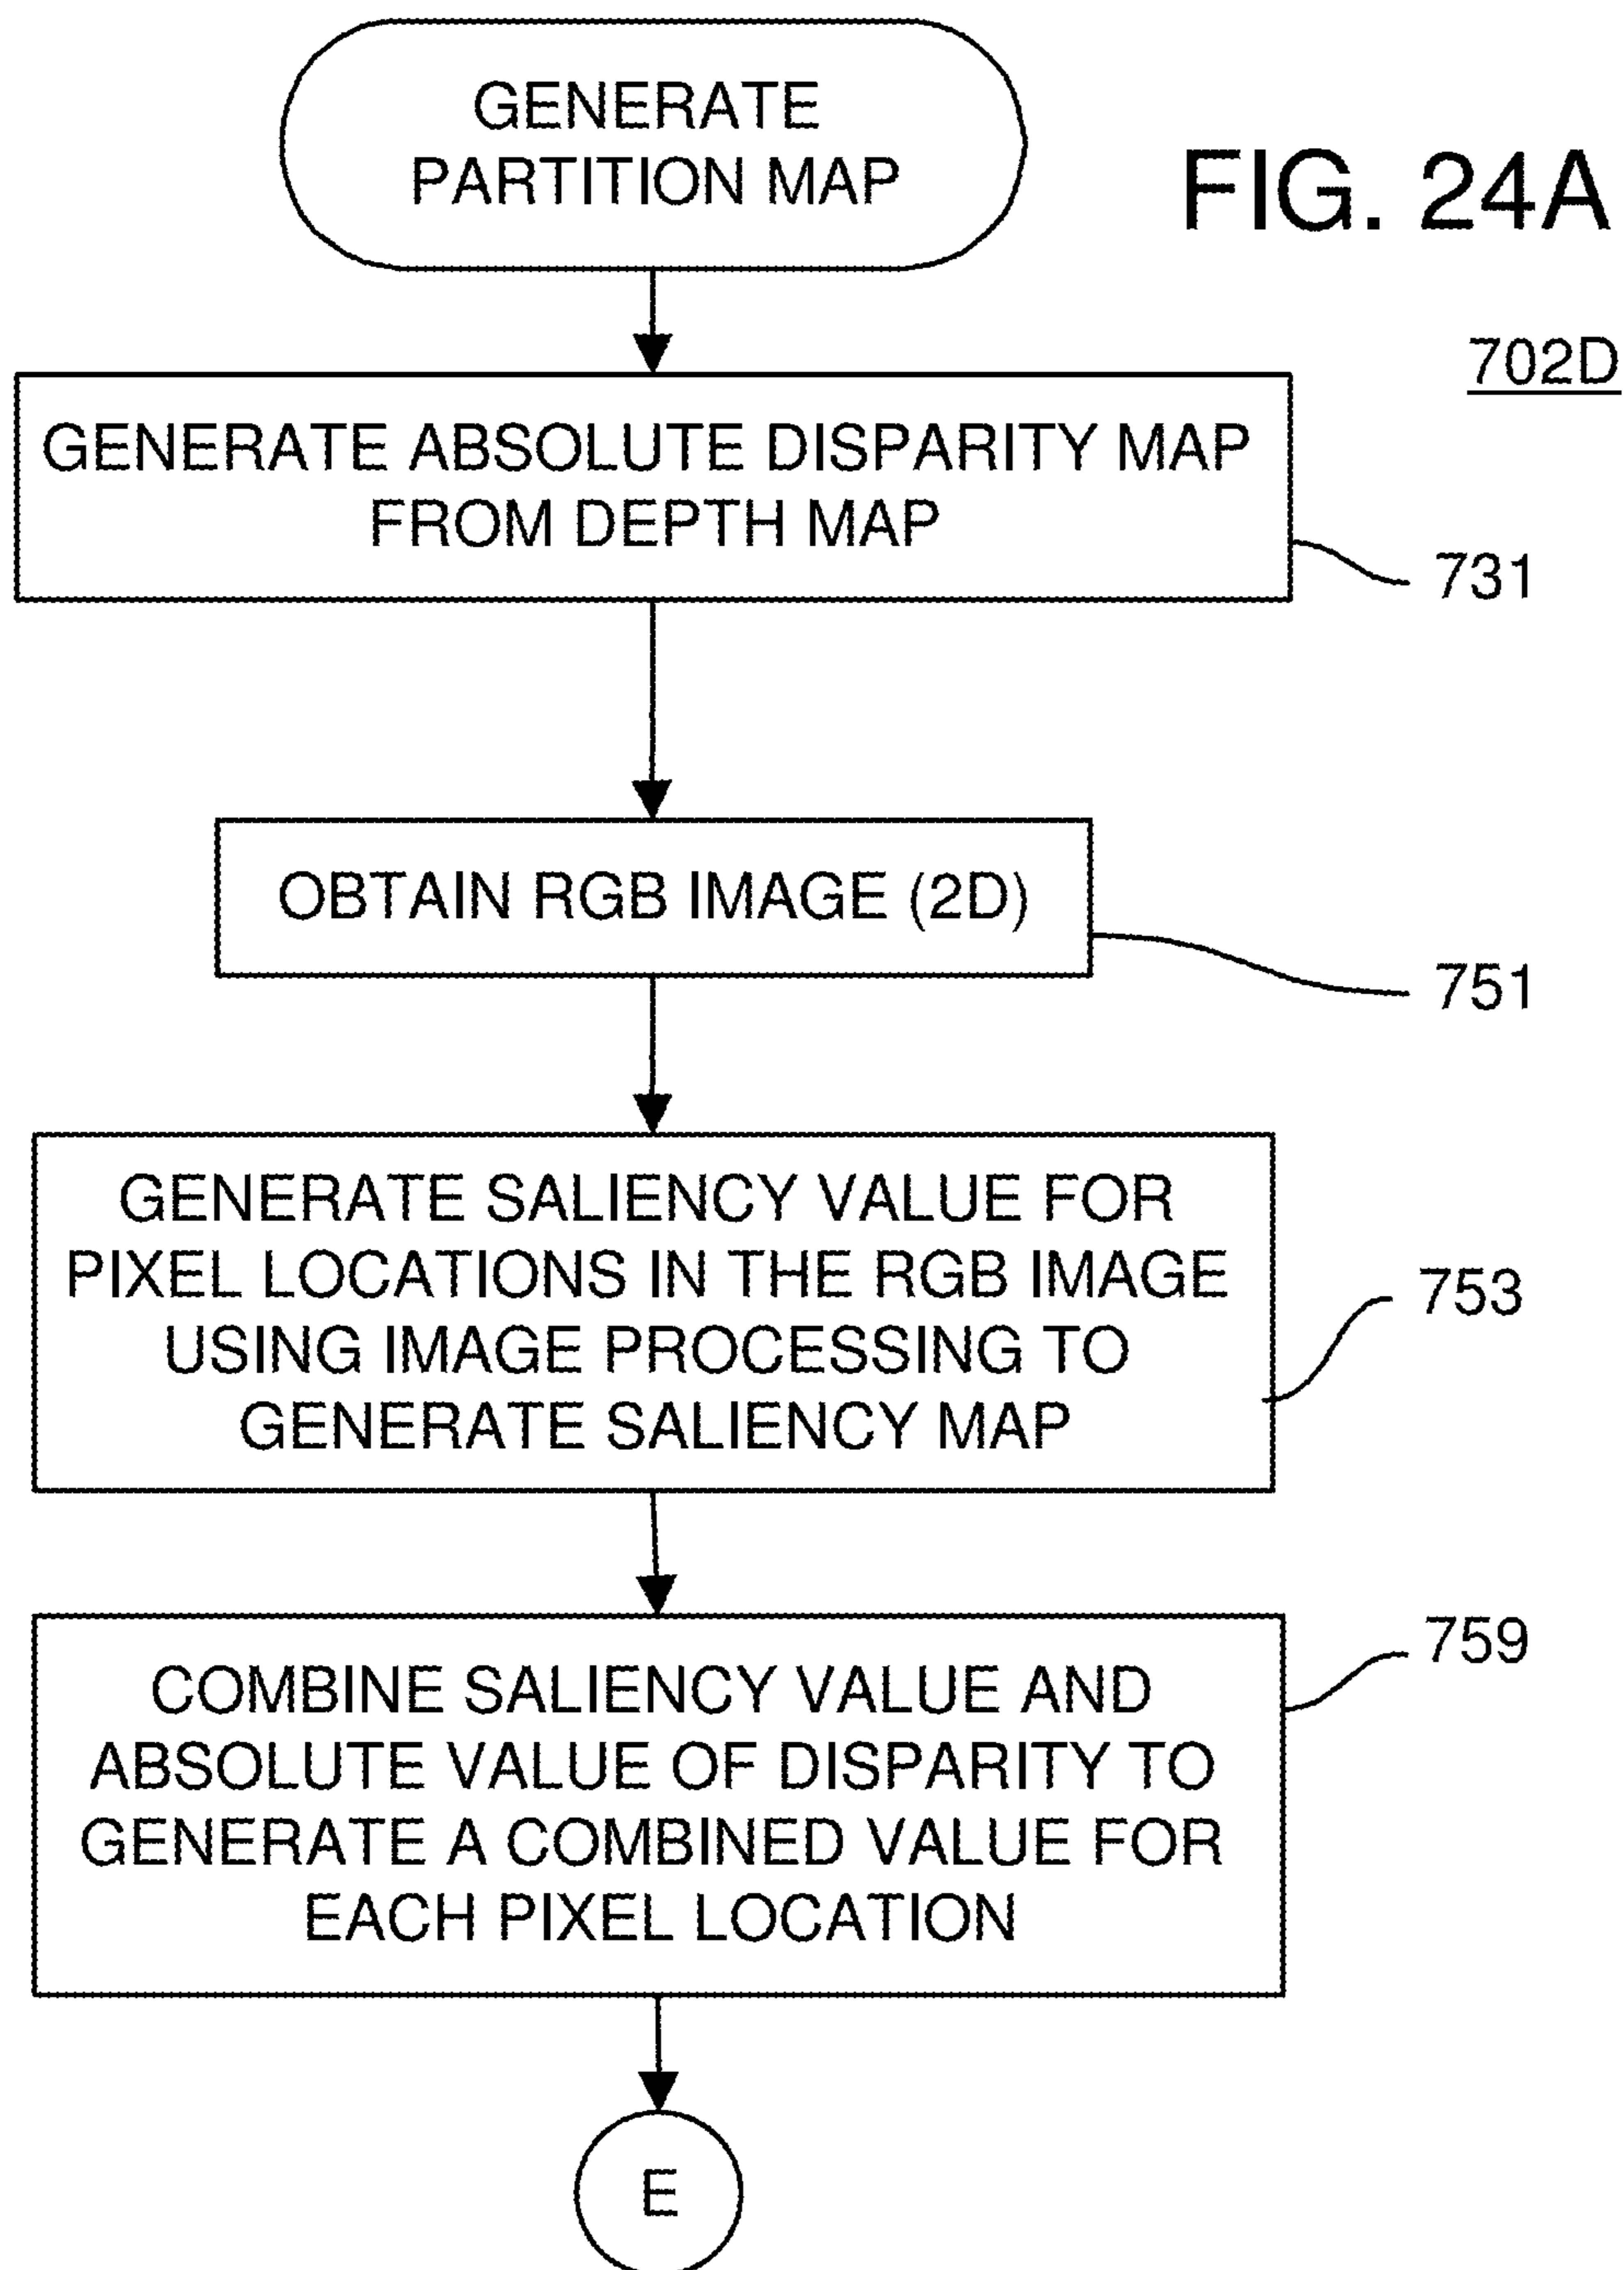 GENERATE
PARTITION MAP
FIG. 24A
702D
GENERATE ABSOLUTE DISPARITY MAP
FROM DEPTH MAP
731
OBTAIN RGB IMAGE (2D)
751
GENERATE SALIENCY VALUE FOR
PIXEL LOCATIONS IN THE RGB IMAGE
USING IMAGE PROCESSING TO
GENERATE SALIENCY MAP
753
COMBINE SALIENCY VALUE AND
ABSOLUTE VALUE OF DISPARITY TO
GENERATE A COMBINED VALUE FOR
EACH PIXEL LOCATION
759
E